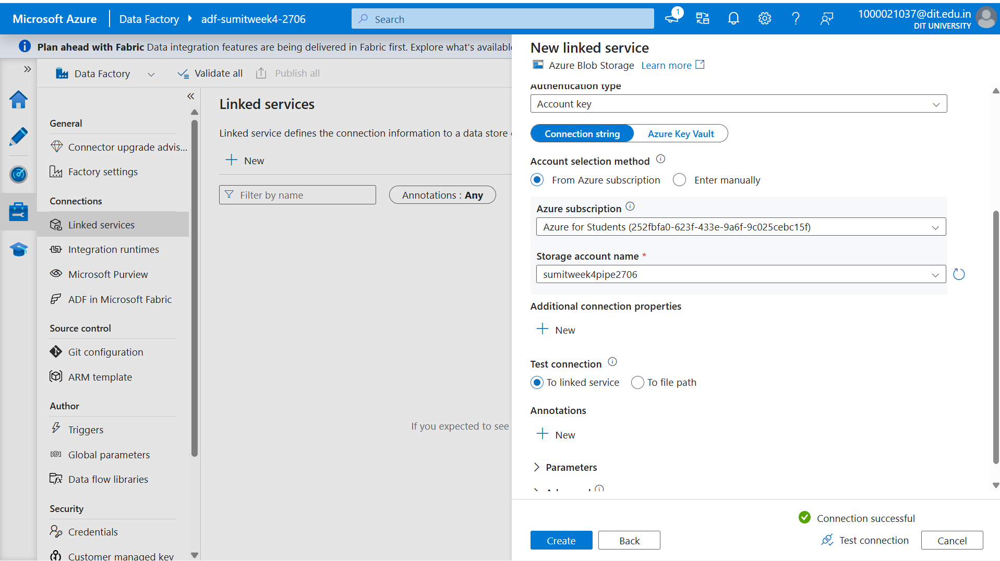 Microsoft Azure
Data Factory
adf-sumitweek4-2706
Search
1
1000021037@dit.edu.in
DIT UNIVERSITY
Plan ahead with Fabric Data integration features are being delivered in Fabric first. Explore what's
Data Factory
Validate all
Publish all
General
Connector upgrade advis...
Factory settings
Connections
Linked services
Integration runtimes
Microsoft Purview
ADF in Microsoft Fabric
Source control
Git configuration
ARM template
Author
Triggers
Global parameters
Data flow libraries
Security
Credentials
Customer managed key
Linked services
Linked service defines the connection information to a data store
New
Filter by name
Annotations : Any
If you expected to see
New linked service
Azure Blob Storage Learn more
Authentication type
Account key
Connection string
Azure Key Vault
Account selection method
From Azure subscription
Enter manually
Azure subscription
Azure for Students (252fbfa0-623f-433e-9a6f-9c025cebc15f)
Storage account name *
sumitweek4pipe2706
Additional connection properties
New
Test connection
To linked service
To file path
Annotations
New
Parameters
Connection successful
Create
Back
Test connection
Cancel